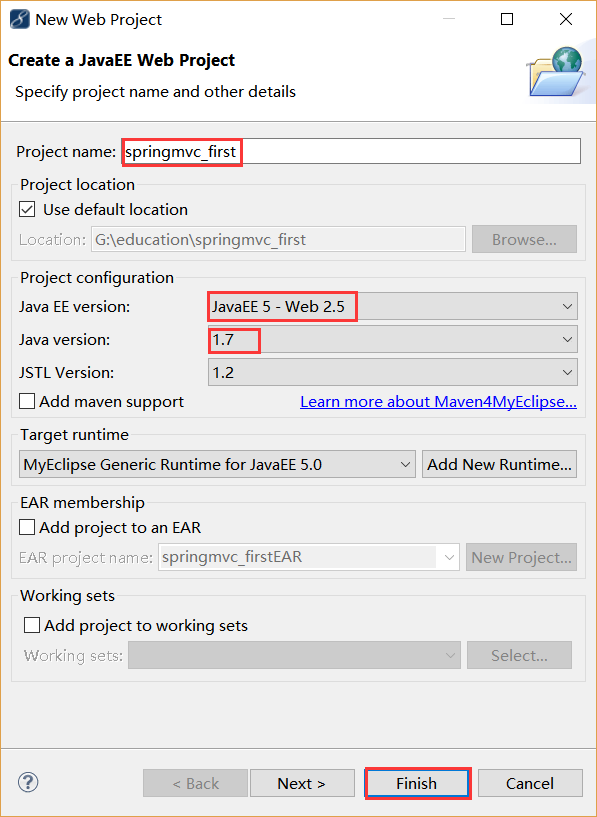 New Web Project
Create a JavaEE Web Project
Specify project name and other details
Project name: springmvc_first
Project location
Use default location
Location: G:\education\springmvc_first Browse...
Project configuration
Java EE version: JavaEE 5 - Web 2.5
Java version: 1.7
JSTL Version: 1.2
Add maven support Learn more about Maven4MyEclipse...
Target runtime
MyEclipse Generic Runtime for JavaEE 5.0 Add New Runtime...
EAR membership
Add project to an EAR
EAR project name: springmvc_firstEAR New Project...
Working sets
Add project to working sets
Working sets: Select...
? < Back Next > Finish Cancel